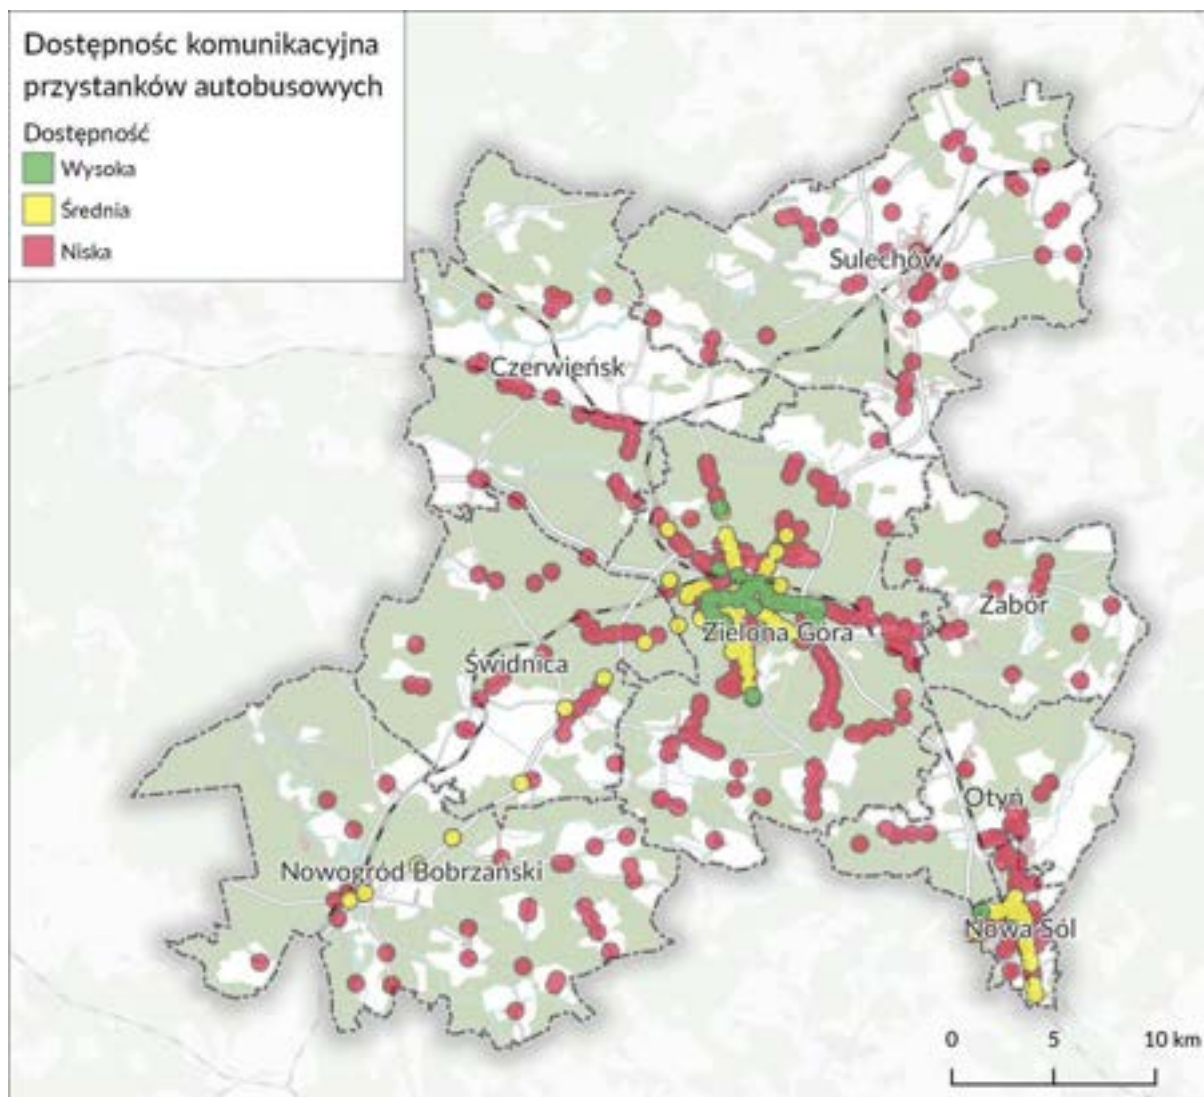 Dostępnośc komunikacyjna
przystanków autobusowych
Dostępność
Wysoka
Średnia
Niska
Sulechów
Czerwieńsk
Zabór
Zielona Góra
Świdnica
Otyń
Nowogród Bobrzański
Nowa Sól
0 5 10 km